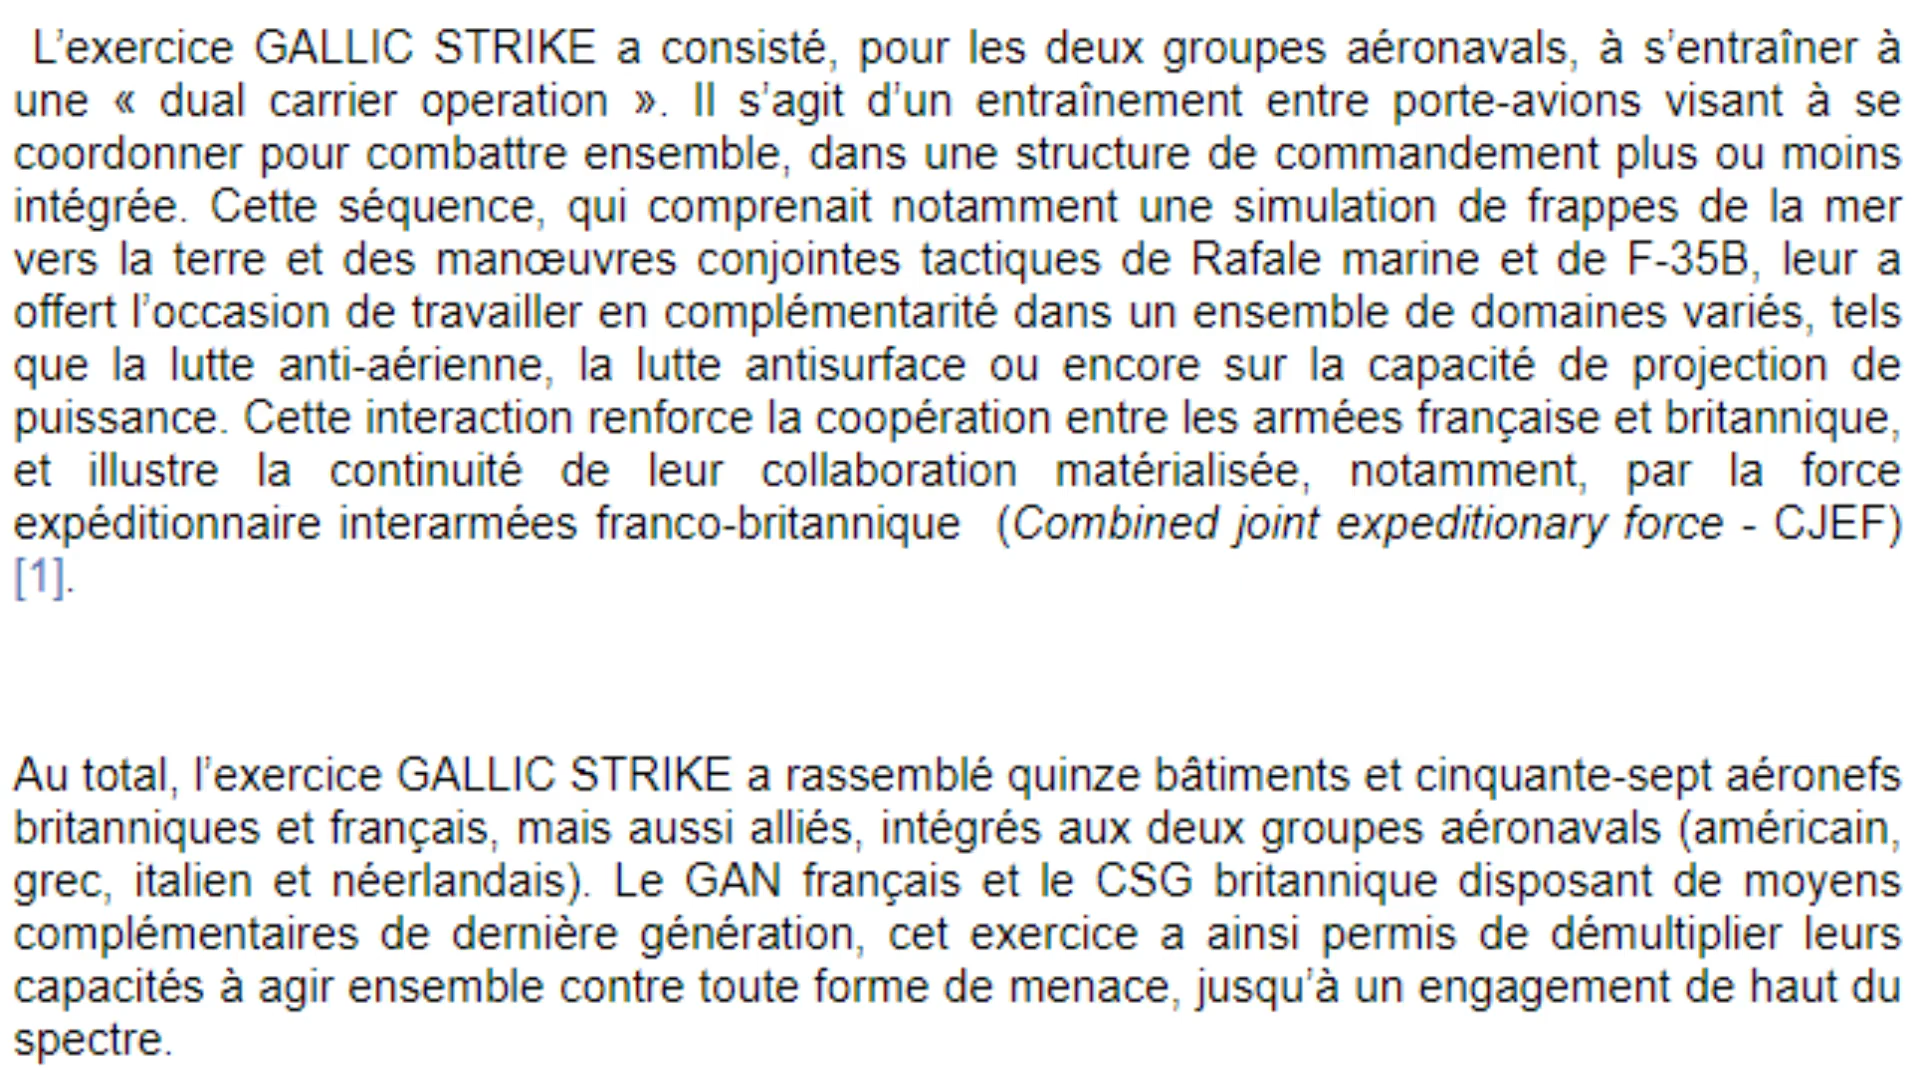 L’exercice GALLIC STRIKE a consisté, pour les deux groupes aéronavals, à s’entraîner à
une « dual carrier operation ». Il s’agit d’un entraînement entre porte-avions visant à se
coordonner pour combattre ensemble, dans une structure de commandement plus ou moins
intégrée. Cette séquence, qui comprenait notamment une simulation de frappes de la mer
vers la terre et des manœuvres conjointes tactiques de Rafale marine et de F-35B, leur a
offert l’occasion de travailler en complémentarité dans un ensemble de domaines variés, tels
que la lutte anti-aérienne, la lutte antisurface ou encore sur la capacité de projection de
puissance. Cette interaction renforce la coopération entre les armées française et britannique,
et illustre la continuité de leur collaboration matérialisée, notamment, par la force
expéditionnaire interarmées franco-britannique (Combined joint expeditionary force - CJEF)
[1].
Au total, l’exercice GALLIC STRIKE a rassemblé quinze bâtiments et cinquante-sept aéronefs
britanniques et français, mais aussi alliés, intégrés aux deux groupes aéronavals (américain,
grec, italien et néerlandais). Le GAN français et le CSG britannique disposant de moyens
complémentaires de dernière génération, cet exercice a ainsi permis de démultiplier leurs
capacités à agir ensemble contre toute forme de menace, jusqu’à un engagement de haut du
spectre.